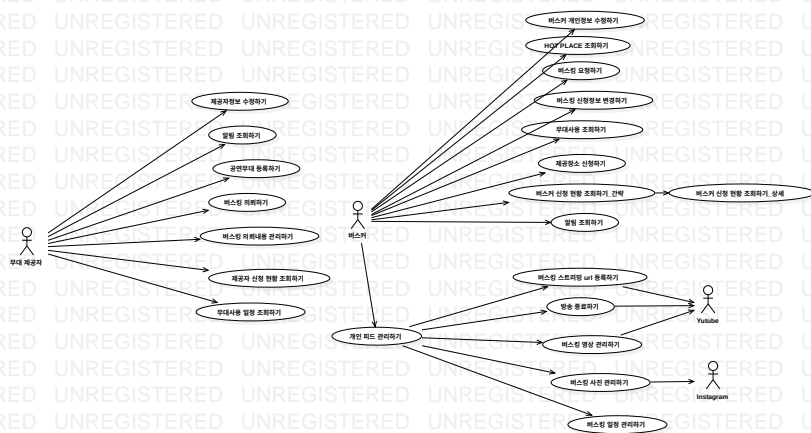 버스커 개인정보 수정하기
HOT PLACE 조회하기
버스킹 요청하기
버스킹 신청정보 변경하기
무대사용 조회하기
제공장소 신청하기
버스커 신청 현황 조회하기_간략
버스커 신청 현황 조회하기_상세
알림 조회하기
제공자정보 수정하기
알림 조회하기
공연무대 등록하기
버스킹 의뢰하기
버스킹 의뢰내용 관리하기
제공자 신청 현황 조회하기
무대사용 일정 조회하기
무대 제공자
버스커
개인 피드 관리하기
버스킹 스트리밍 url 등록하기
방송 종료하기
버스킹 영상 관리하기
버스킹 사진 관리하기
버스킹 일정 관리하기
Yutube
Instagram
UNREGISTERED